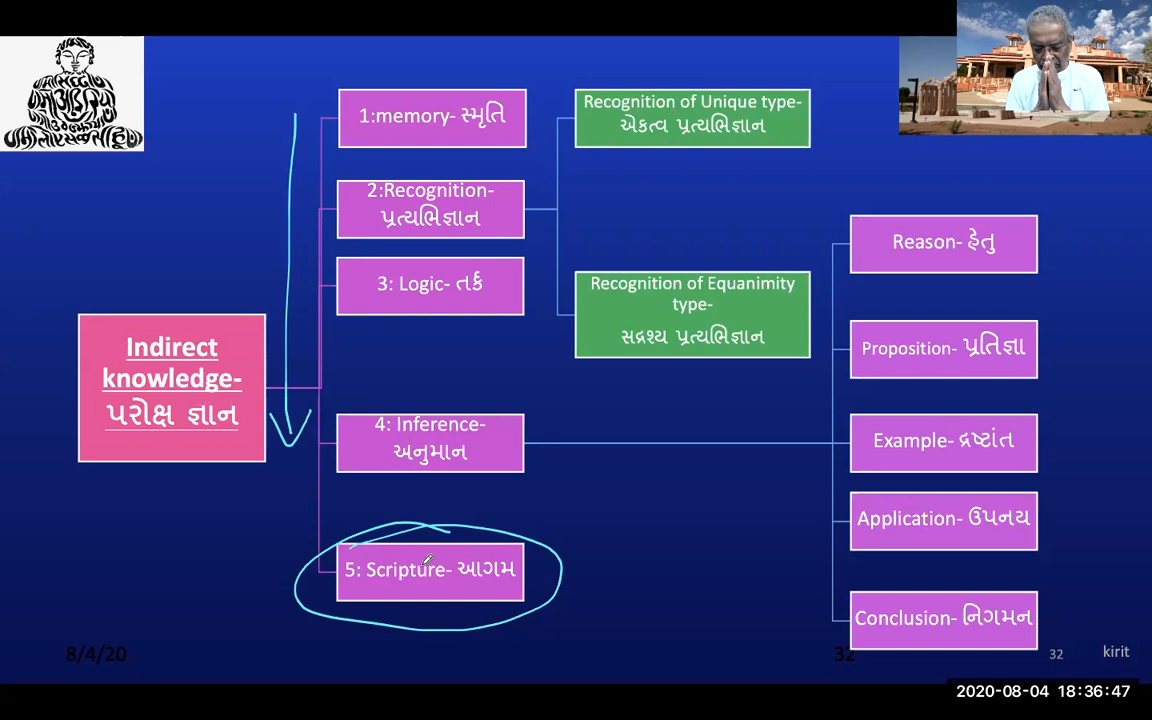 1:memory- સ્મૃતિ
2:Recognition-
પ્રત્યભિજ્ઞાન
3: Logic- તર્ક
Indirect
knowledge-
પરોક્ષ જ્ઞાન
4: Inference-
અનુમાન
5: Scripture- આગમ
Recognition of Unique type-
એકત્વ પ્રત્યભિજ્ઞાન
Recognition of Equanimity
type-
સદ્રશ્ય પ્રત્યભિજ્ઞાન
Reason- હેતુ
Proposition- પ્રતિજ્ઞા
Example- દ્રષ્ટાંત
Application- ઉપનય
Conclusion- નિગમન
8/4/20
32
32
kirit
2020-08-04 18:36:47